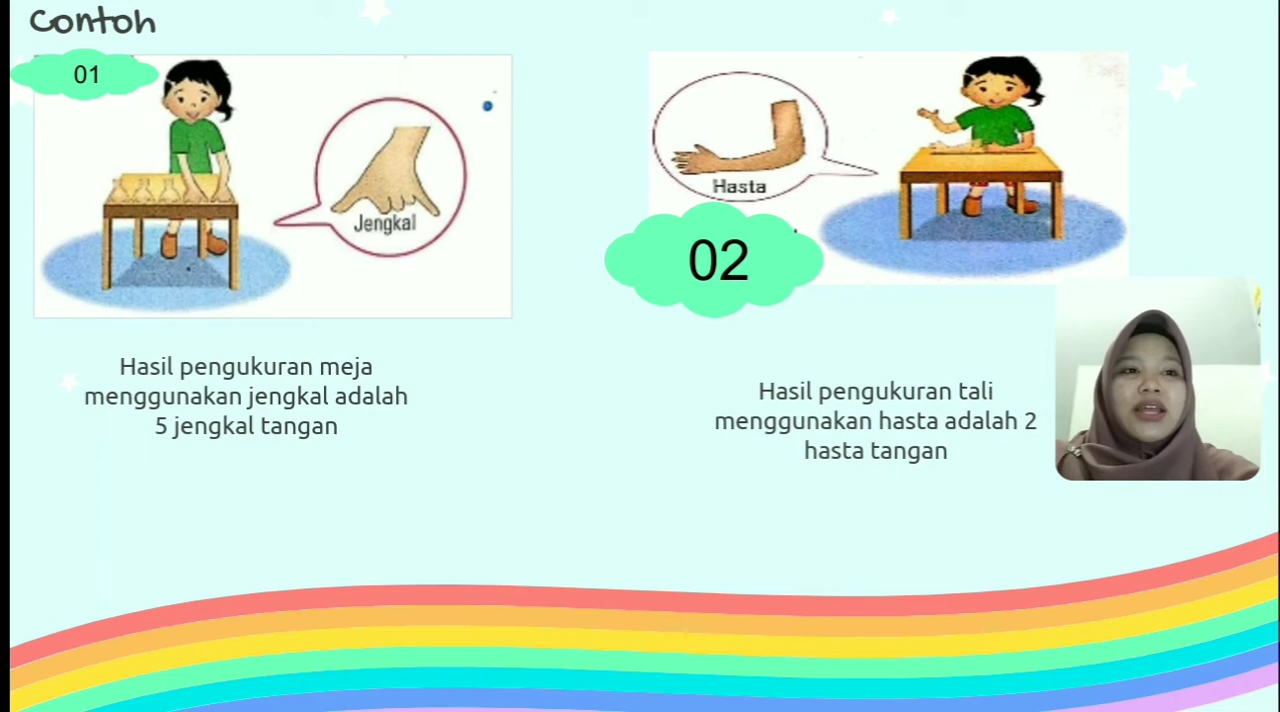 Contoh
01
Jengkal
Hasil pengukuran meja
menggunakan jengkal adalah
5 jengkal tangan
Hasta
02
Hasil pengukuran tali
menggunakan hasta adalah 2
hasta tangan